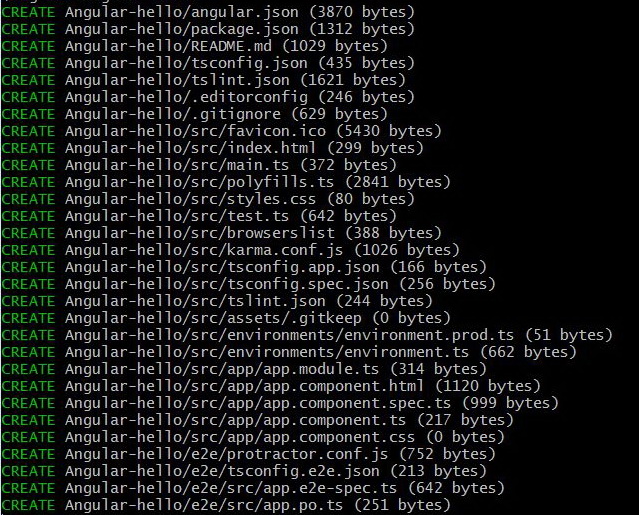 CREATE Angular-hello/angular.json (3870 bytes)
CREATE Angular-hello/package.json (1312 bytes)
CREATE Angular-hello/README.md (1029 bytes)
CREATE Angular-hello/tsconfig.json (435 bytes)
CREATE Angular-hello/tslint.json (1621 bytes)
CREATE Angular-hello/.editorconfig (246 bytes)
CREATE Angular-hello/.gitignore (629 bytes)
CREATE Angular-hello/src/favicon.ico (5430 bytes)
CREATE Angular-hello/src/index.html (299 bytes)
CREATE Angular-hello/src/main.ts (372 bytes)
CREATE Angular-hello/src/polyfills.ts (2841 bytes)
CREATE Angular-hello/src/styles.css (80 bytes)
CREATE Angular-hello/src/test.ts (642 bytes)
CREATE Angular-hello/src/browserslist (388 bytes)
CREATE Angular-hello/src/karma.conf.js (1026 bytes)
CREATE Angular-hello/src/tsconfig.app.json (166 bytes)
CREATE Angular-hello/src/tsconfig.spec.json (256 bytes)
CREATE Angular-hello/src/tslint.json (244 bytes)
CREATE Angular-hello/src/assets/.gitkeep (0 bytes)
CREATE Angular-hello/src/environments/environment.prod.ts (51 bytes)
CREATE Angular-hello/src/environments/environment.ts (662 bytes)
CREATE Angular-hello/src/app/app.module.ts (314 bytes)
CREATE Angular-hello/src/app/app.component.html (1120 bytes)
CREATE Angular-hello/src/app/app.component.spec.ts (999 bytes)
CREATE Angular-hello/src/app/app.component.ts (217 bytes)
CREATE Angular-hello/src/app/app.component.css (0 bytes)
CREATE Angular-hello/e2e/protractor.conf.js (752 bytes)
CREATE Angular-hello/e2e/tsconfig.e2e.json (213 bytes)
CREATE Angular-hello/e2e/src/app.e2e-spec.ts (642 bytes)
CREATE Angular-hello/e2e/src/app.po.ts (251 bytes)